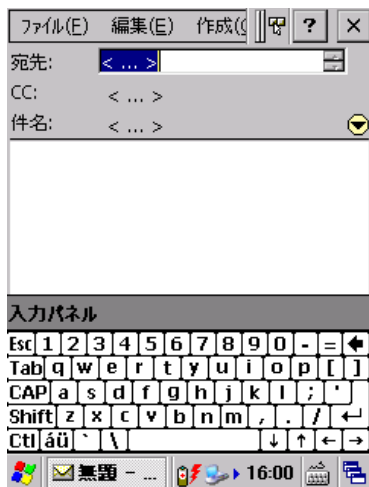 ファイル(F) 編集(E) 作成( ? ×
宛先: < ... >
CC: < ... >
件名: < ... >
入力パネル
Esc 1 2 3 4 5 6 7 8 9 0 - =
Tab q w e r t y u i o p [ ]
CAP a s d f g h j k l ; '
Shift z x c v b n m , . /
Ctl áü ` \ ↓ ↑ ← →
無題 - ... 16:00